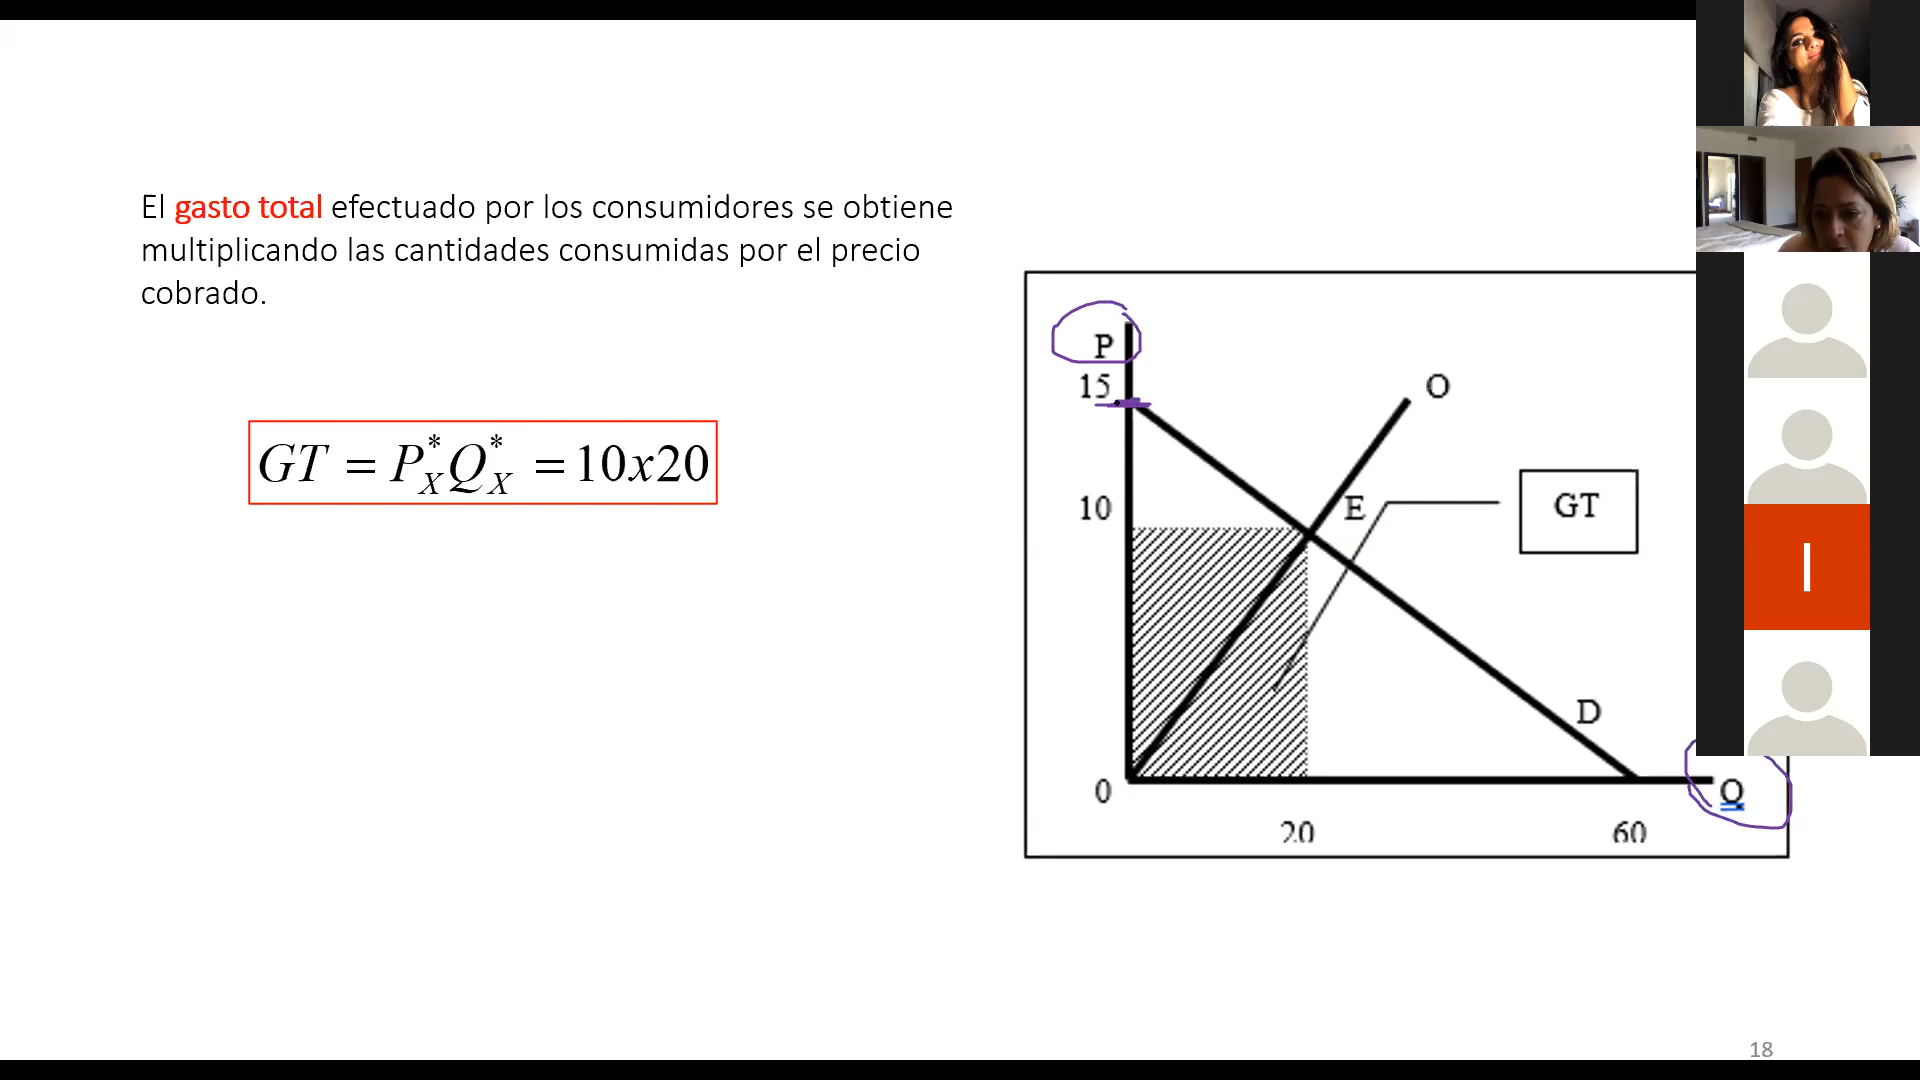 El gasto total efectuado por los consumidores se obtiene
multiplicando las cantidades consumidas por el precio
cobrado.
GT = P*X Q*X = 10x20
P
15
10
0
O
E
GT
D
Q
20
60
I
18